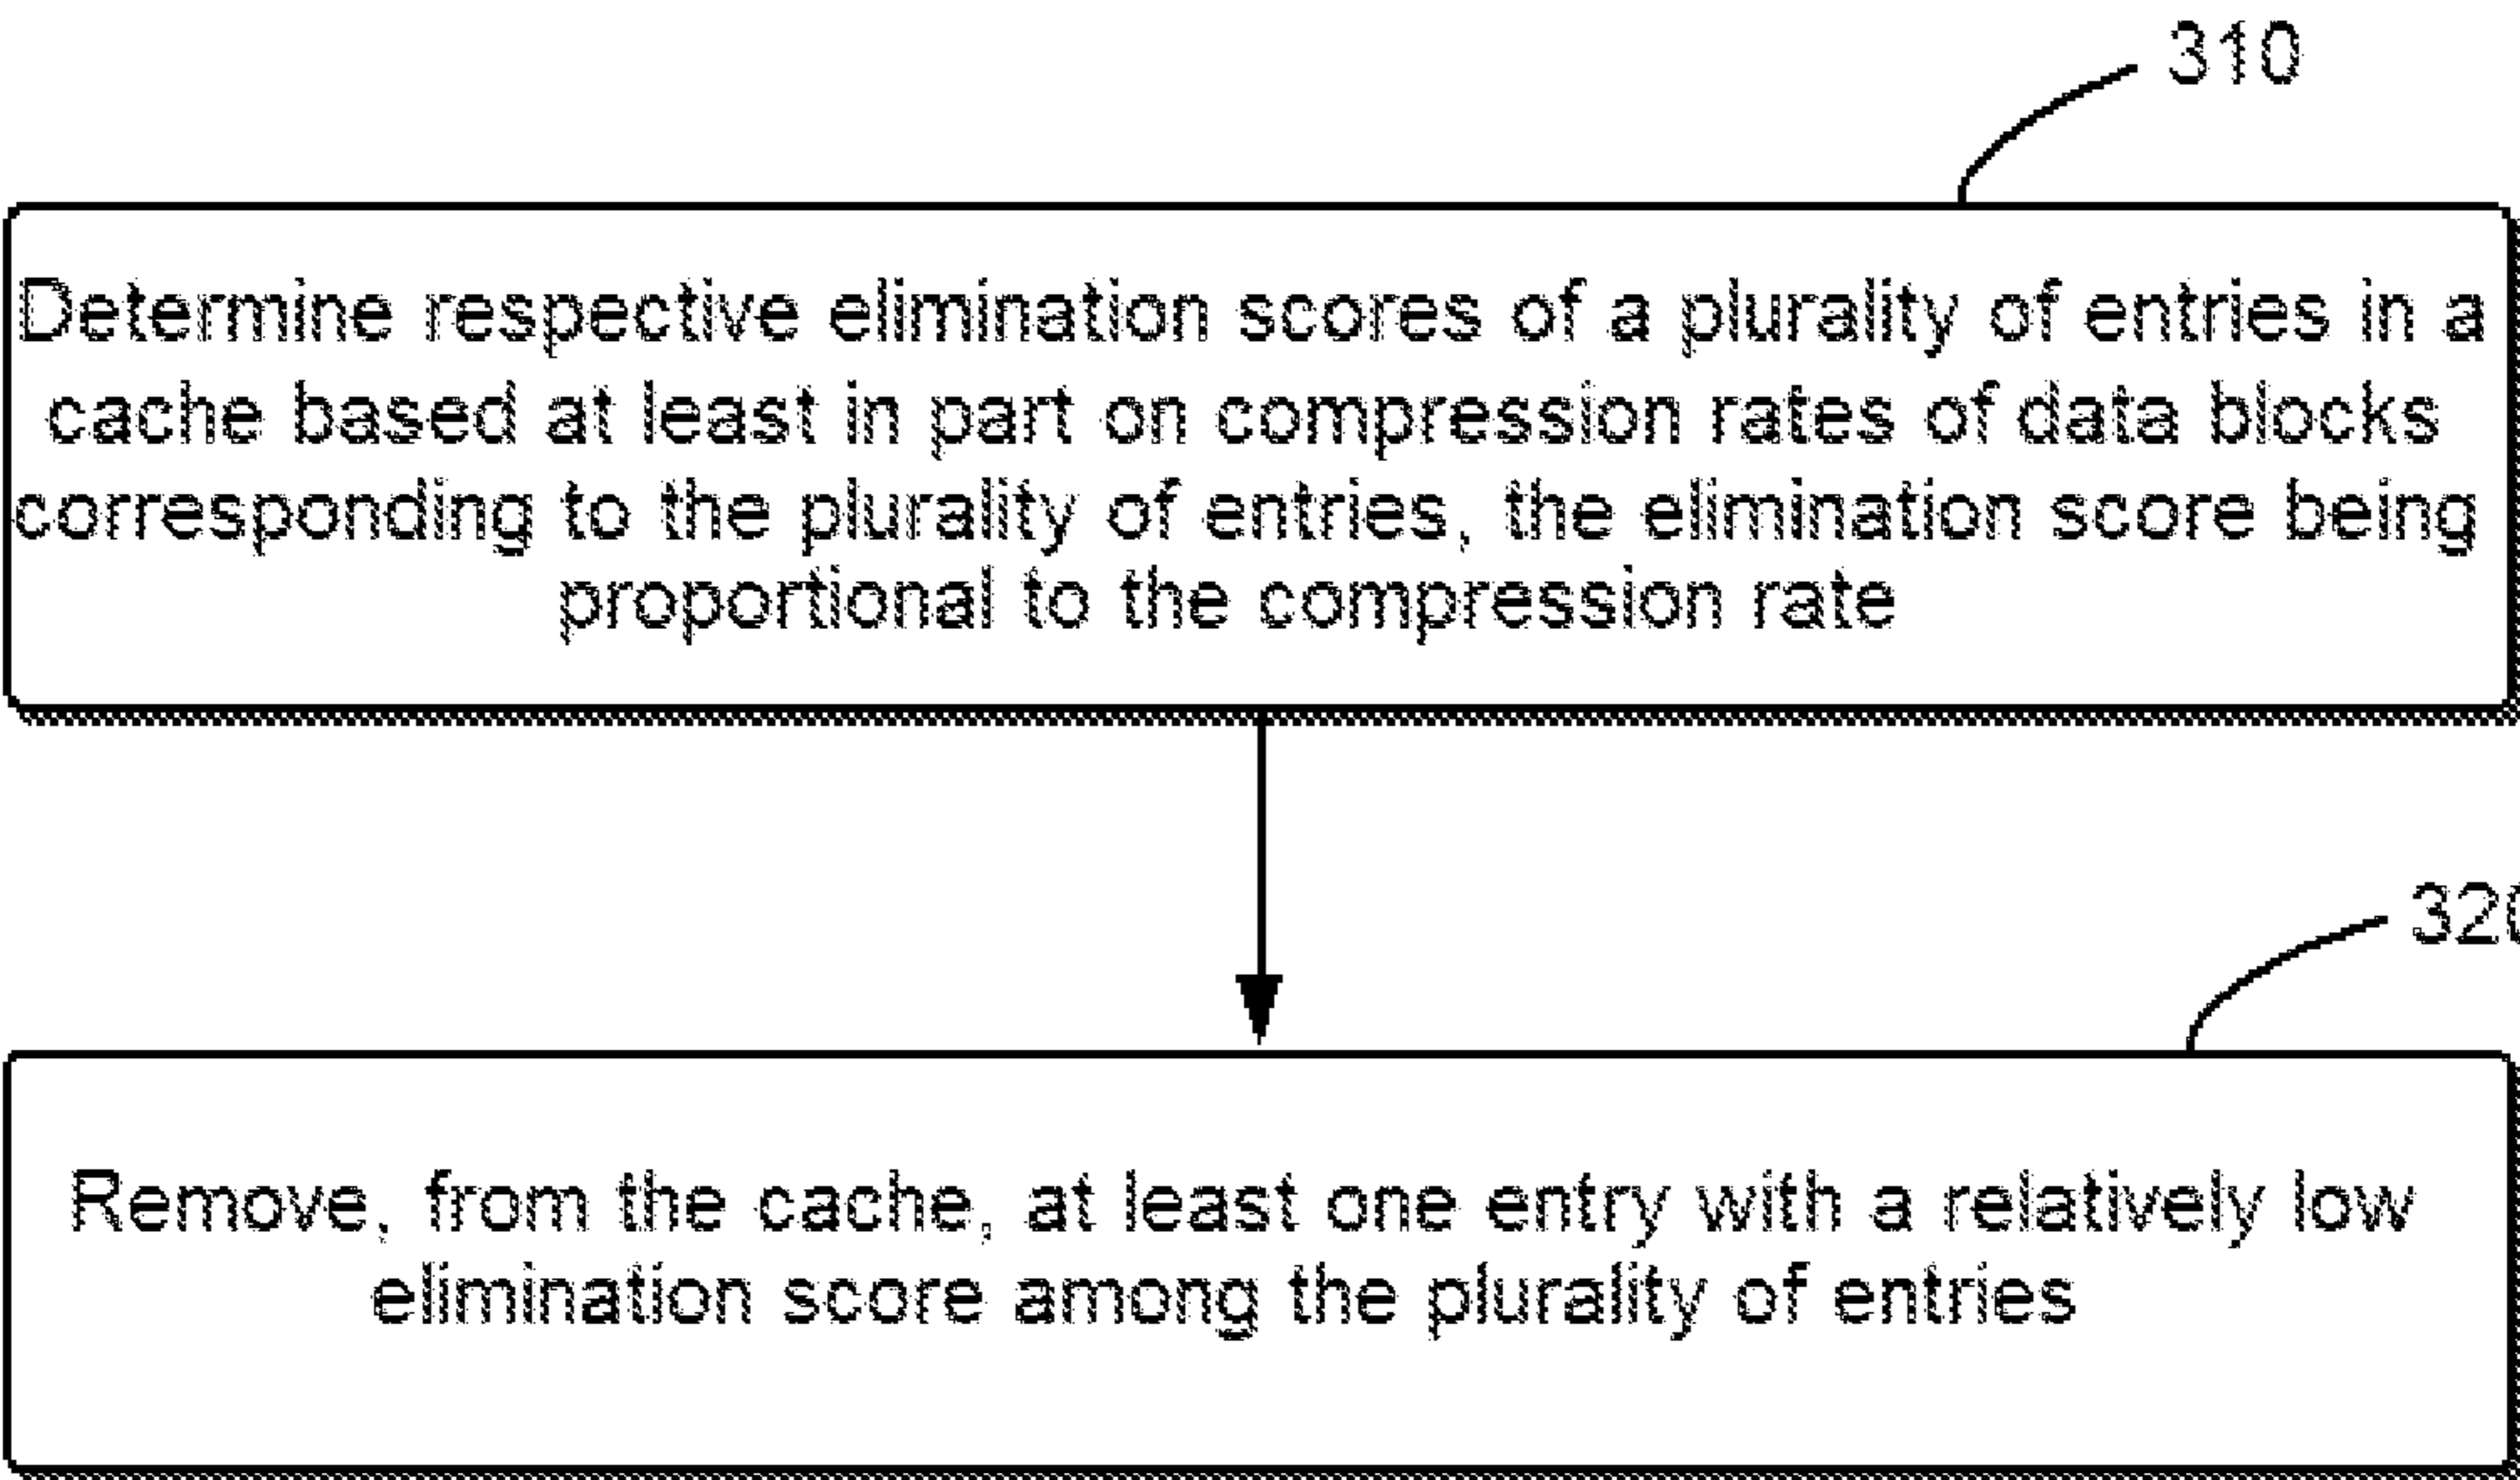 310
Determine respective elimination scores of a plurality of entries in a
cache based at least in part on compression rates of data blocks
corresponding to the plurality of entries, the elimination score being
proportional to the compression rate
320
Remove, from the cache, at least one entry with a relatively low
elimination score among the plurality of entries